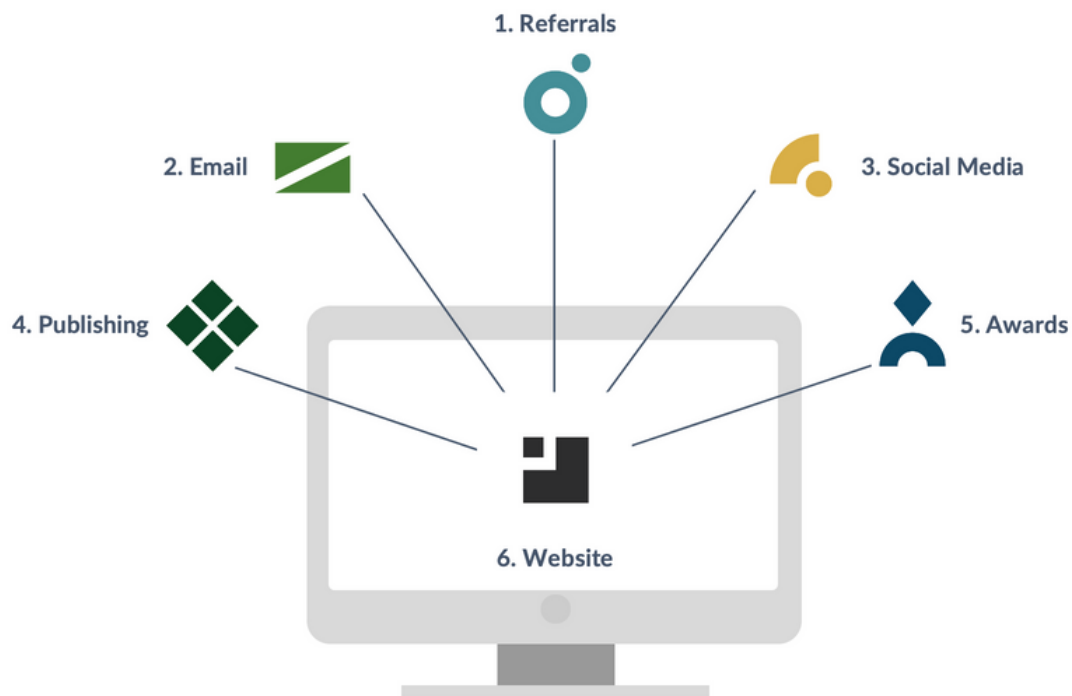 1. Referrals
2. Email
3. Social Media
4. Publishing
5. Awards
6. Website